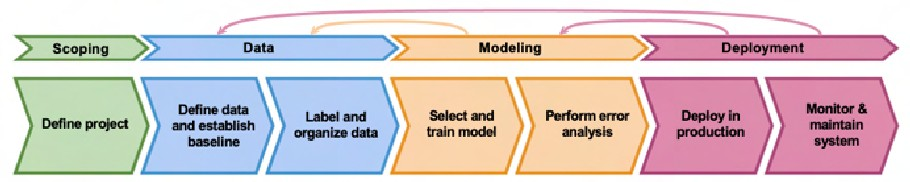 Scoping
Data
Modeling
Deployment
Define project
Define data
and establish
baseline
Label and
organize data
Select and
train model
Perform error
analysis
Deploy in
production
Monitor &
maintain
system